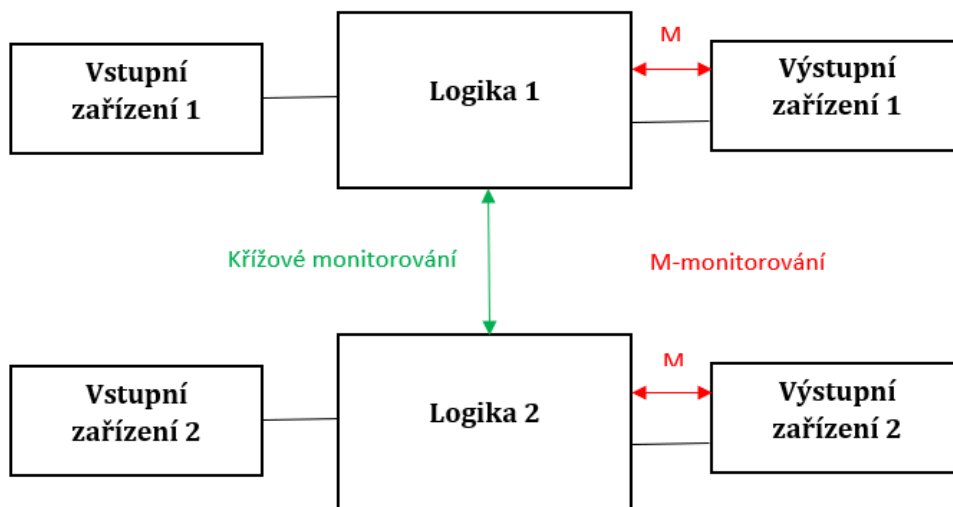 M
Vstupní
zařízení 1
Logika 1
Výstupní
zařízení 1
Křížové monitorování
M-monitorování
M
Vstupní
zařízení 2
Logika 2
Výstupní
zařízení 2